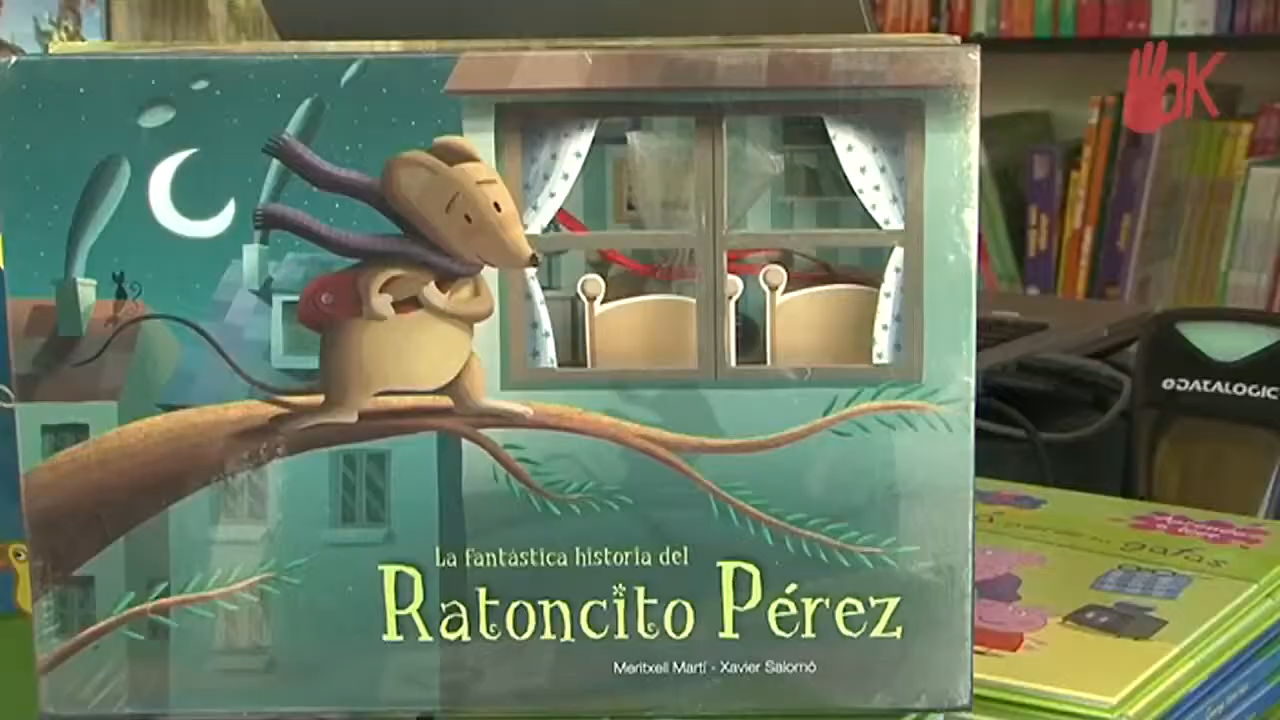 OK
La fantástica historia del
Ratoncito Pérez
Meritxell Martí - Xavier Salomó
DATALOGIC
gafas